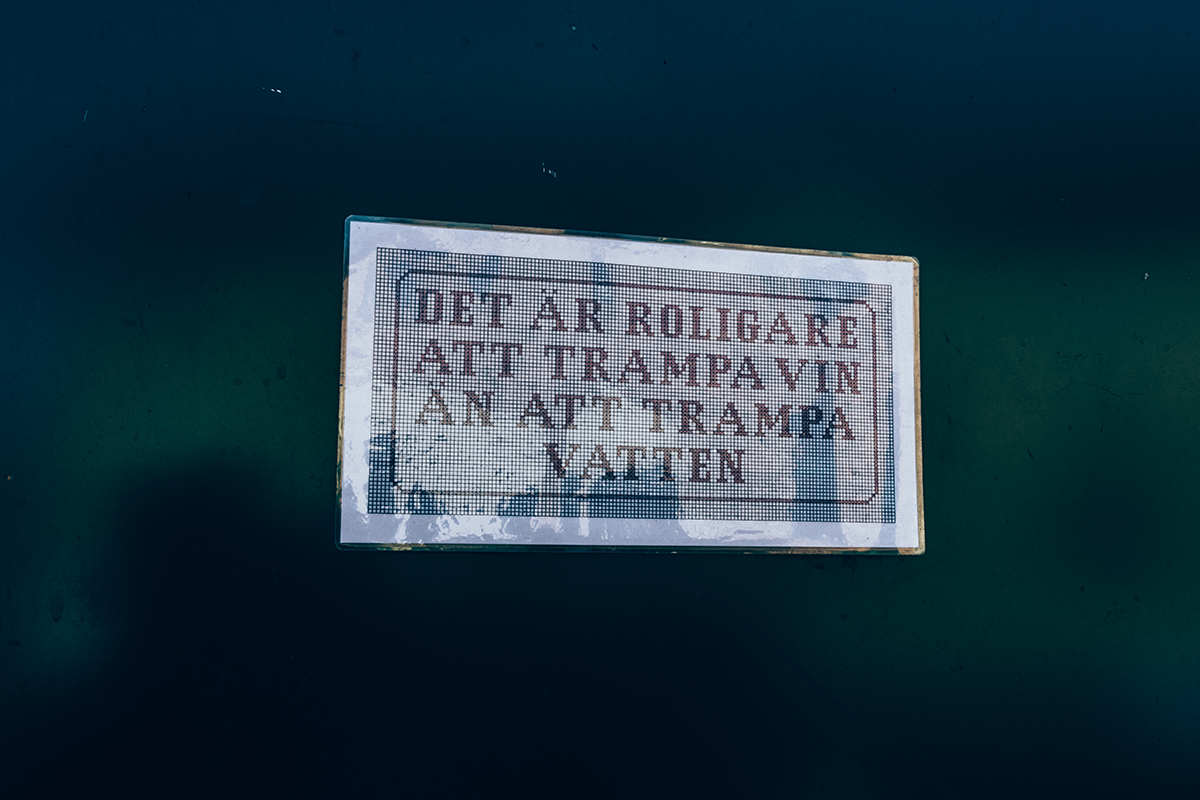 DET ÄR ROLIGARE
ATT TRAMPA VIN
ÄN ATT TRAMPA
VATTEN